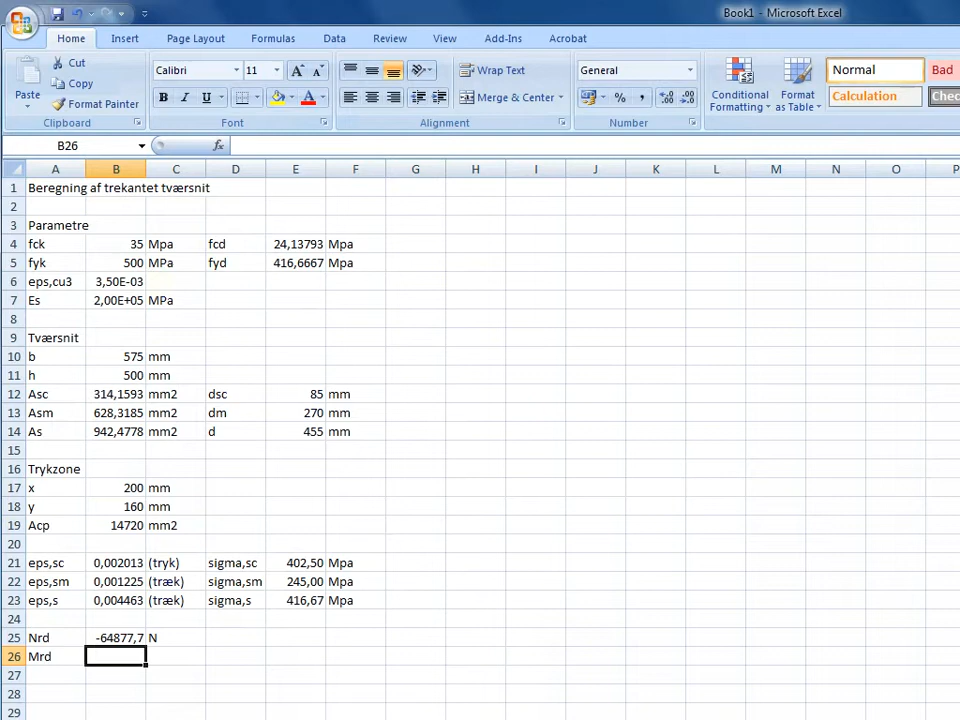 Book1 - Microsoft Excel
Home Insert Page Layout Formulas Data Review View Add-Ins Acrobat
Paste
Cut
Copy
Format Painter
Clipboard
Calibri 11
B I U
Font
Wrap Text
Merge & Center
Alignment
General
% ,
Number
Conditional Formatting
Format as Table
Normal Bad
Calculation
B26 fx
A B C D E F G H I J K L M N O P
1 Beregning af trekantet tværsnit
2
3 Parametre
4 fck 35 Mpa fcd 24,13793 Mpa
5 fyk 500 MPa fyd 416,6667 Mpa
6 eps,cu3 3,50E-03
7 Es 2,00E+05 MPa
8
9 Tværsnit
10 b 575 mm
11 h 500 mm
12 Asc 314,1593 mm2 dsc 85 mm
13 Asm 628,3185 mm2 dm 270 mm
14 As 942,4778 mm2 d 455 mm
15
16 Trykzone
17 x 200 mm
18 y 160 mm
19 Acp 14720 mm2
20
21 eps,sc 0,002013 (tryk) sigma,sc 402,50 Mpa
22 eps,sm 0,001225 (træk) sigma,sm 245,00 Mpa
23 eps,s 0,004463 (træk) sigma,s 416,67 Mpa
24
25 Nrd -64877,7 N
26 Mrd
27
28
29